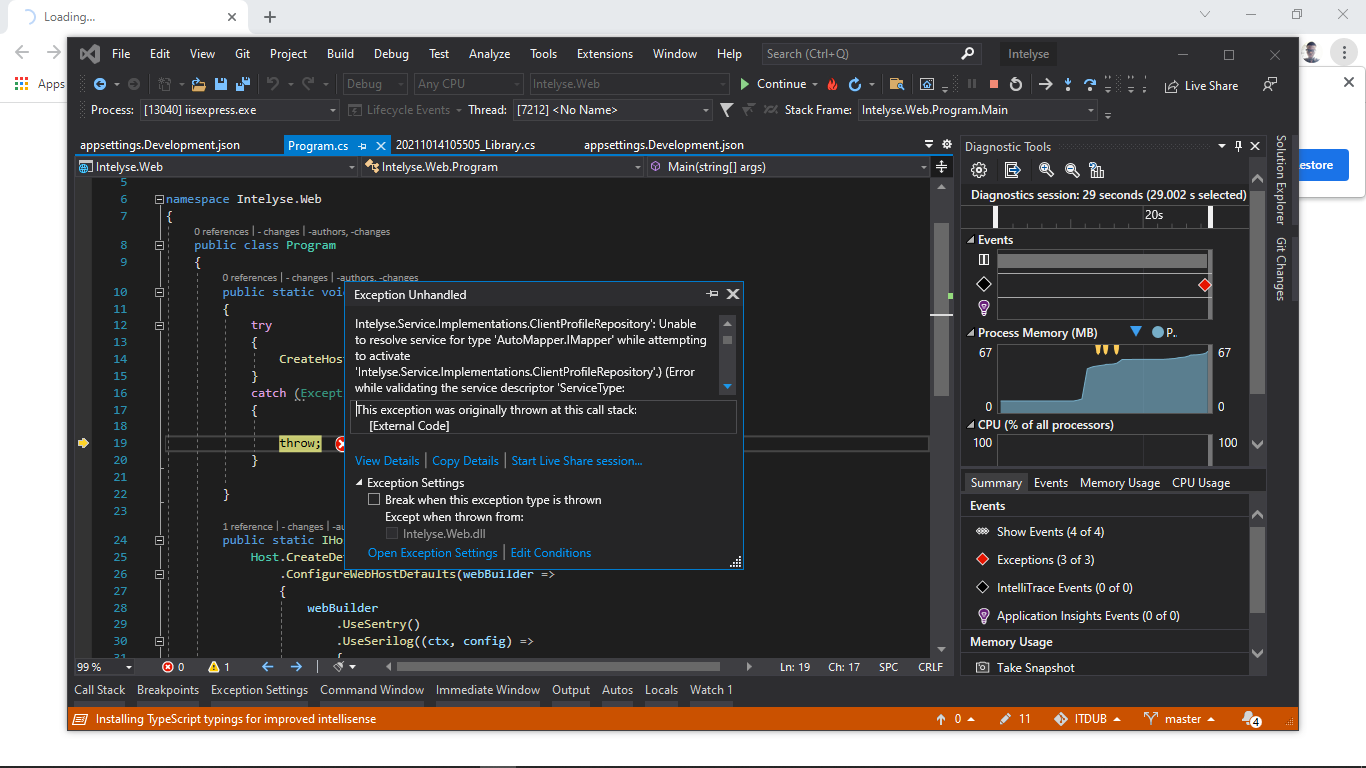 Loading...
Apps
File Edit View Git Project Build Debug Test Analyze Tools Extensions Window Help Search (Ctrl+Q) Intelyse
Debug Any CPU Intelyse.Web Continue Live Share
Process: [13040] iisexpress.exe Lifecycle Events Thread: [7212] <No Name> Stack Frame: Intelyse.Web.Program.Main
appsettings.Development.json Program.cs 20211014105505_Library.cs appsettings.Development.json
Intelyse.Web Intelyse.Web.Program Main(string[] args)
5
6 namespace Intelyse.Web
7 {
0 references | - changes | -authors, -changes
8 public class Program
9 {
0 references | - changes | -authors, -changes
10 public static voi
11 {
12 try
13 {
14 CreateHos
15 }
16 catch (Except
17 {
18
19 throw;
20 }
21
22 }
23
1 reference | - changes | -au
24 public static IHo
25 Host.CreateDe
26 .ConfigureWebHostDefaults(webBuilder =>
27 {
28 webBuilder
29 .UseSentry()
30 .UseSerilog((ctx, config) =>
31 {
Exception Unhandled
Intelyse.Service.Implementations.ClientProfileRepository': Unable
to resolve service for type 'AutoMapper.IMapper' while attempting
to activate
'Intelyse.Service.Implementations.ClientProfileRepository'.) (Error
while validating the service descriptor 'ServiceType:
This exception was originally thrown at this call stack:
[External Code]
View Details | Copy Details | Start Live Share session...
Exception Settings
Break when this exception type is thrown
Except when thrown from:
Intelyse.Web.dll
Open Exception Settings | Edit Conditions
Diagnostic Tools
Diagnostics session: 29 seconds (29.002 s selected)
20s
Events
Process Memory (MB) P..
67 67
0 0
CPU (% of all processors)
100 100
Summary Events Memory Usage CPU Usage
Events
Show Events (4 of 4)
Exceptions (3 of 3)
IntelliTrace Events (0 of 0)
Application Insights Events (0 of 0)
Memory Usage
Take Snapshot
Solution Explorer
Git Changes
estore
99 % 0 1 Ln: 19 Ch: 17 SPC CRLF
Call Stack Breakpoints Exception Settings Command Window Immediate Window Output Autos Locals Watch 1
Installing TypeScript typings for improved intellisense 0 11 ITDUB master 4